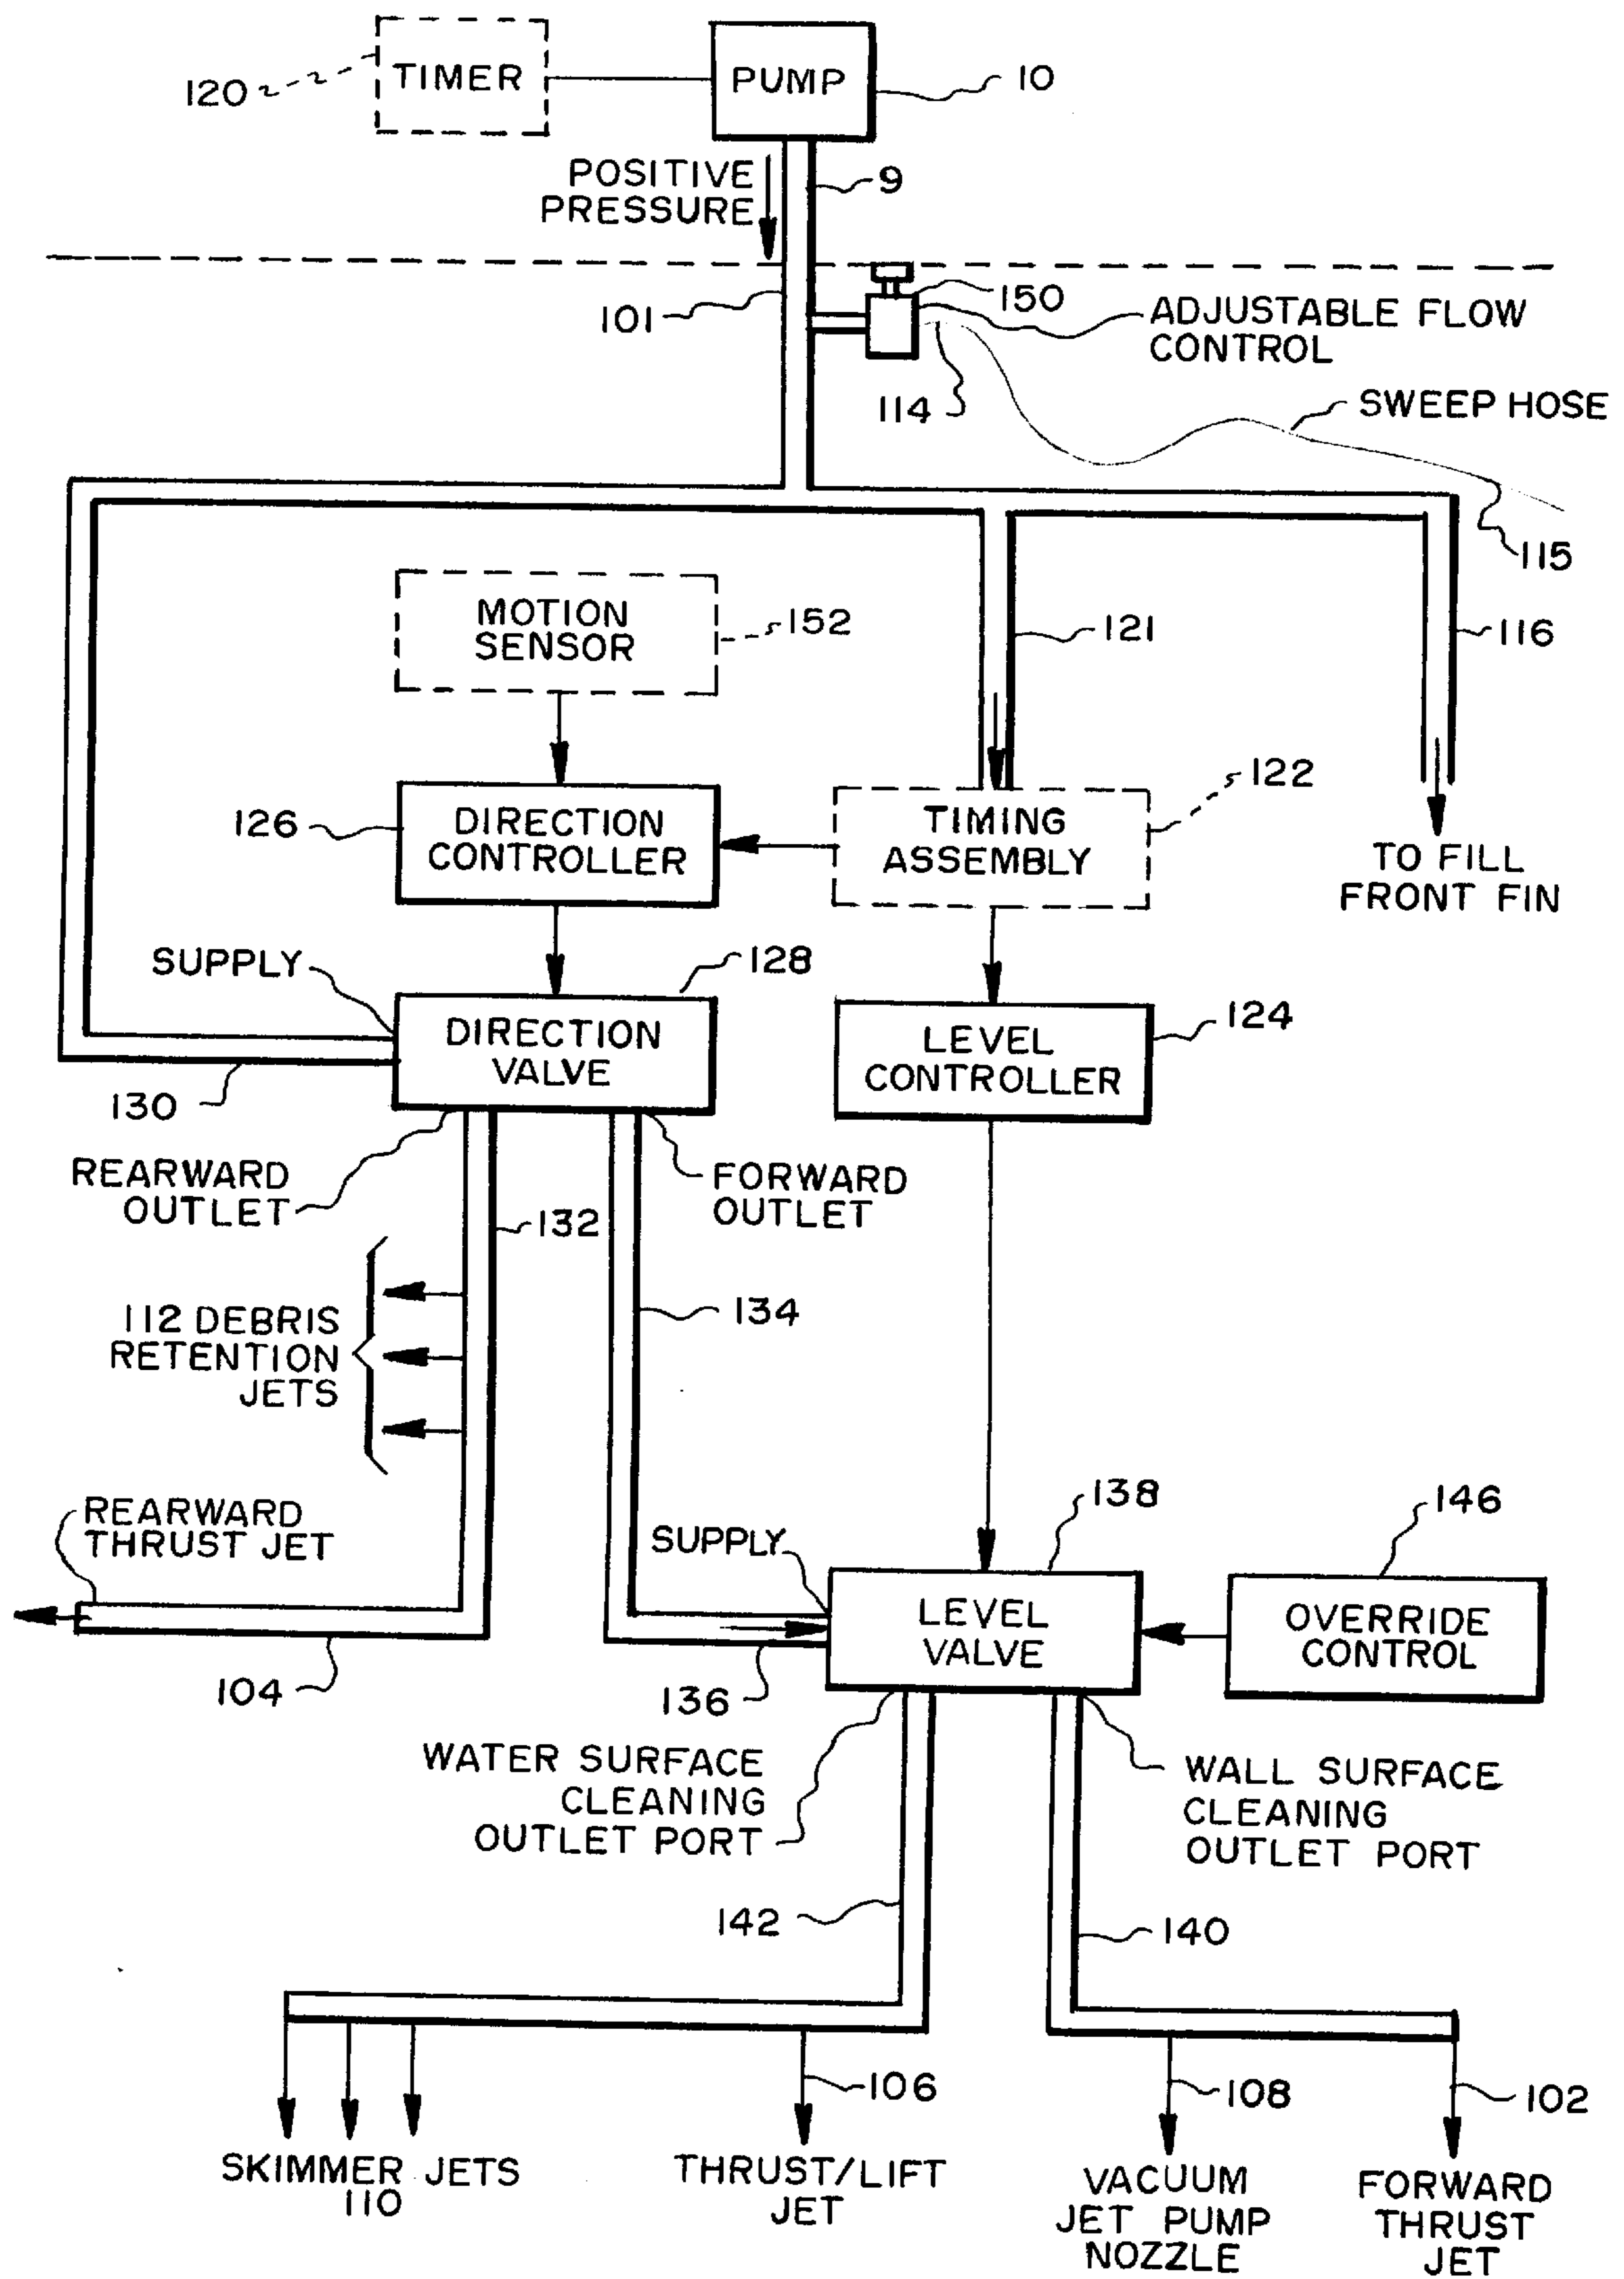 120
TIMER
PUMP
10
POSITIVE
PRESSURE
9
101
150
ADJUSTABLE FLOW
CONTROL
114
SWEEP HOSE
115
MOTION
SENSOR
152
121
116
126
DIRECTION
CONTROLLER
TIMING
ASSEMBLY
122
TO FILL
FRONT FIN
SUPPLY
128
DIRECTION
VALVE
LEVEL
CONTROLLER
124
130
REARWARD
OUTLET
FORWARD
OUTLET
132
112 DEBRIS
RETENTION
JETS
134
REARWARD
THRUST JET
104
SUPPLY
138
146
LEVEL
VALVE
OVERRIDE
CONTROL
136
WATER SURFACE
CLEANING
OUTLET PORT
WALL SURFACE
CLEANING
OUTLET PORT
142
140
106
108
102
SKIMMER JETS
110
THRUST/LIFT
JET
VACUUM
JET PUMP
NOZZLE
FORWARD
THRUST
JET